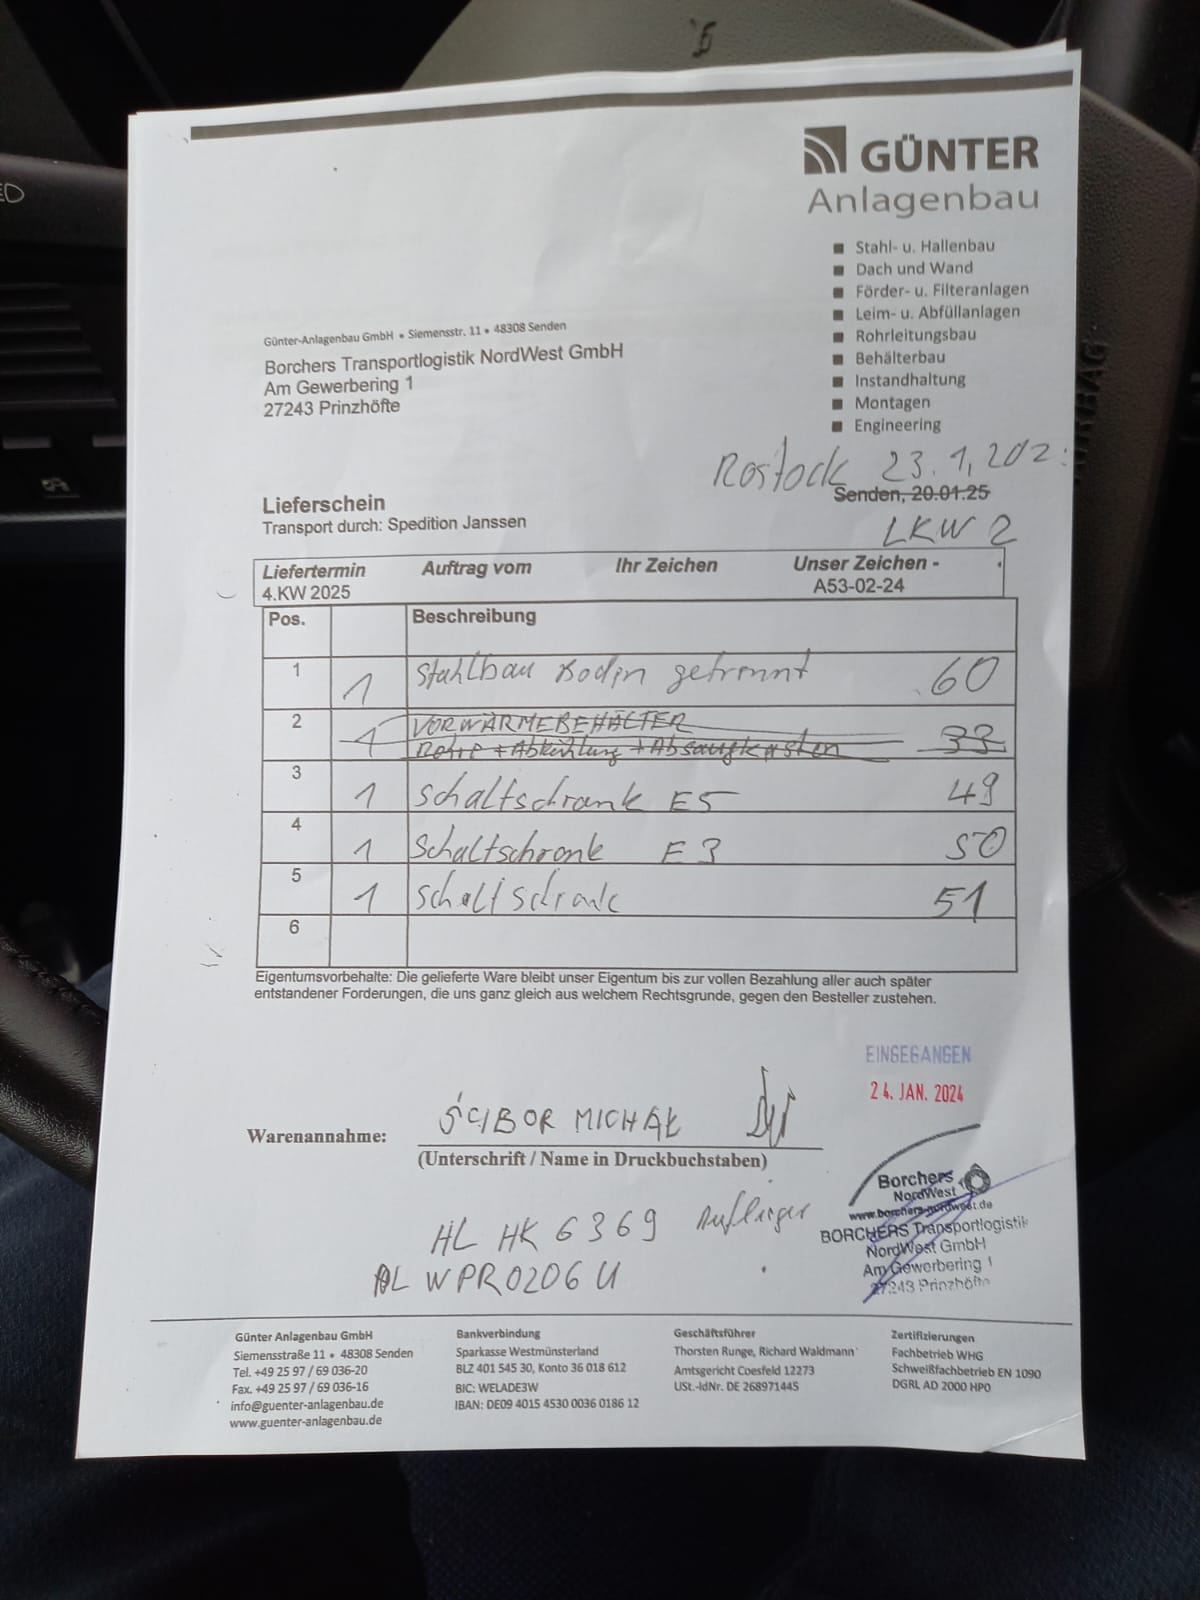 GÜNTER
Anlagenbau
Stahl- u. Hallenbau
Dach und Wand
Förder- u. Filteranlagen
Leim- u. Abfüllanlagen
Rohrleitungsbau
Behälterbau
Instandhaltung
Montagen
Engineering
Günter-Anlagenbau GmbH • Siemensstr. 11 • 48308 Senden
Borchers Transportlogistik NordWest GmbH
Am Gewerbering 1
27243 Prinzhöfte
Rostock 23.1.202
Senden, 20.01.25
LKW 2
Lieferschein
Transport durch: Spedition Janssen
Liefertermin Auftrag vom Ihr Zeichen Unser Zeichen -
4.KW 2025 A53-02-24
Pos. Beschreibung
1 1 Stahlbau Bodin getrennt 60
2 1 VORWÄRMEBEHÄLTER 33
Rohre + Abkühlung + Absaugkasten
3 1 Schaltschrank E5 49
4 1 Schaltschrank E3 50
5 1 Schaltschrank 51
6
Eigentumsvorbehalte: Die gelieferte Ware bleibt unser Eigentum bis zur vollen Bezahlung aller auch später
entstandener Forderungen, die uns ganz gleich aus welchem Rechtsgrunde, gegen den Besteller zustehen.
EINGEGANGEN
24. JAN. 2024
Warenannahme: ŚCIBOR MICHAŁ
(Unterschrift / Name in Druckbuchstaben)
Borchers
NordWest
www.borchers-nordwest.de
BORCHERS Transportlogistik
NordWest GmbH
Am Gewerbering 1
27243 Prinzhöfte
HL HK 6369 Auflieger
WPR0206U
Günter Anlagenbau GmbH
Siemensstraße 11 • 48308 Senden
Tel. +49 25 97 / 69 036-20
Fax. +49 25 97 / 69 036-16
info@guenter-anlagenbau.de
www.guenter-anlagenbau.de
Bankverbindung
Sparkasse Westmünsterland
BLZ 401 545 30, Konto 36 018 612
BIC: WELADE3W
IBAN: DE09 4015 4530 0036 0186 12
Geschäftsführer
Thorsten Runge, Richard Waldmann
Amtsgericht Coesfeld 12273
USt.-IdNr. DE 268971445
Zertifizierungen
Fachbetrieb WHG
Schweißfachbetrieb EN 1090
DGRL AD 2000 HP0